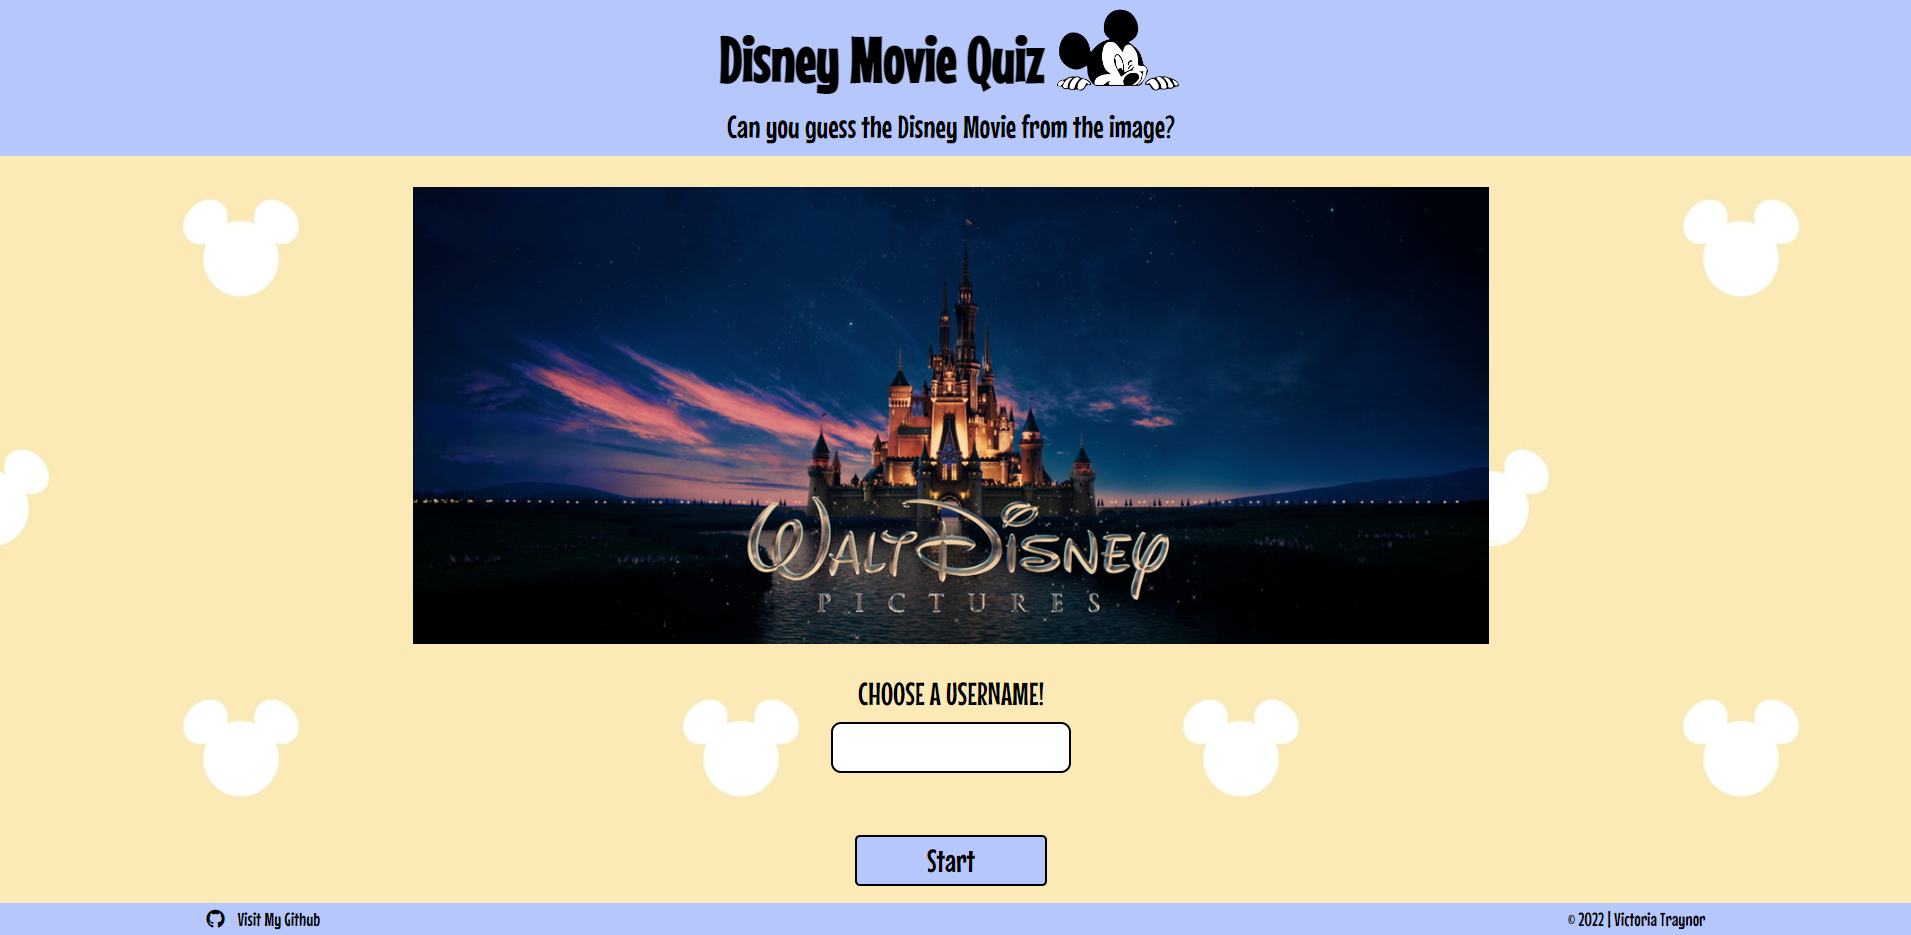 Disney Movie Quiz
Can you guess the Disney Movie from the image?
WALT DISNEY
PICTURES
CHOOSE A USERNAME!
Start
Visit My Github
© 2022 | Victoria Traynor